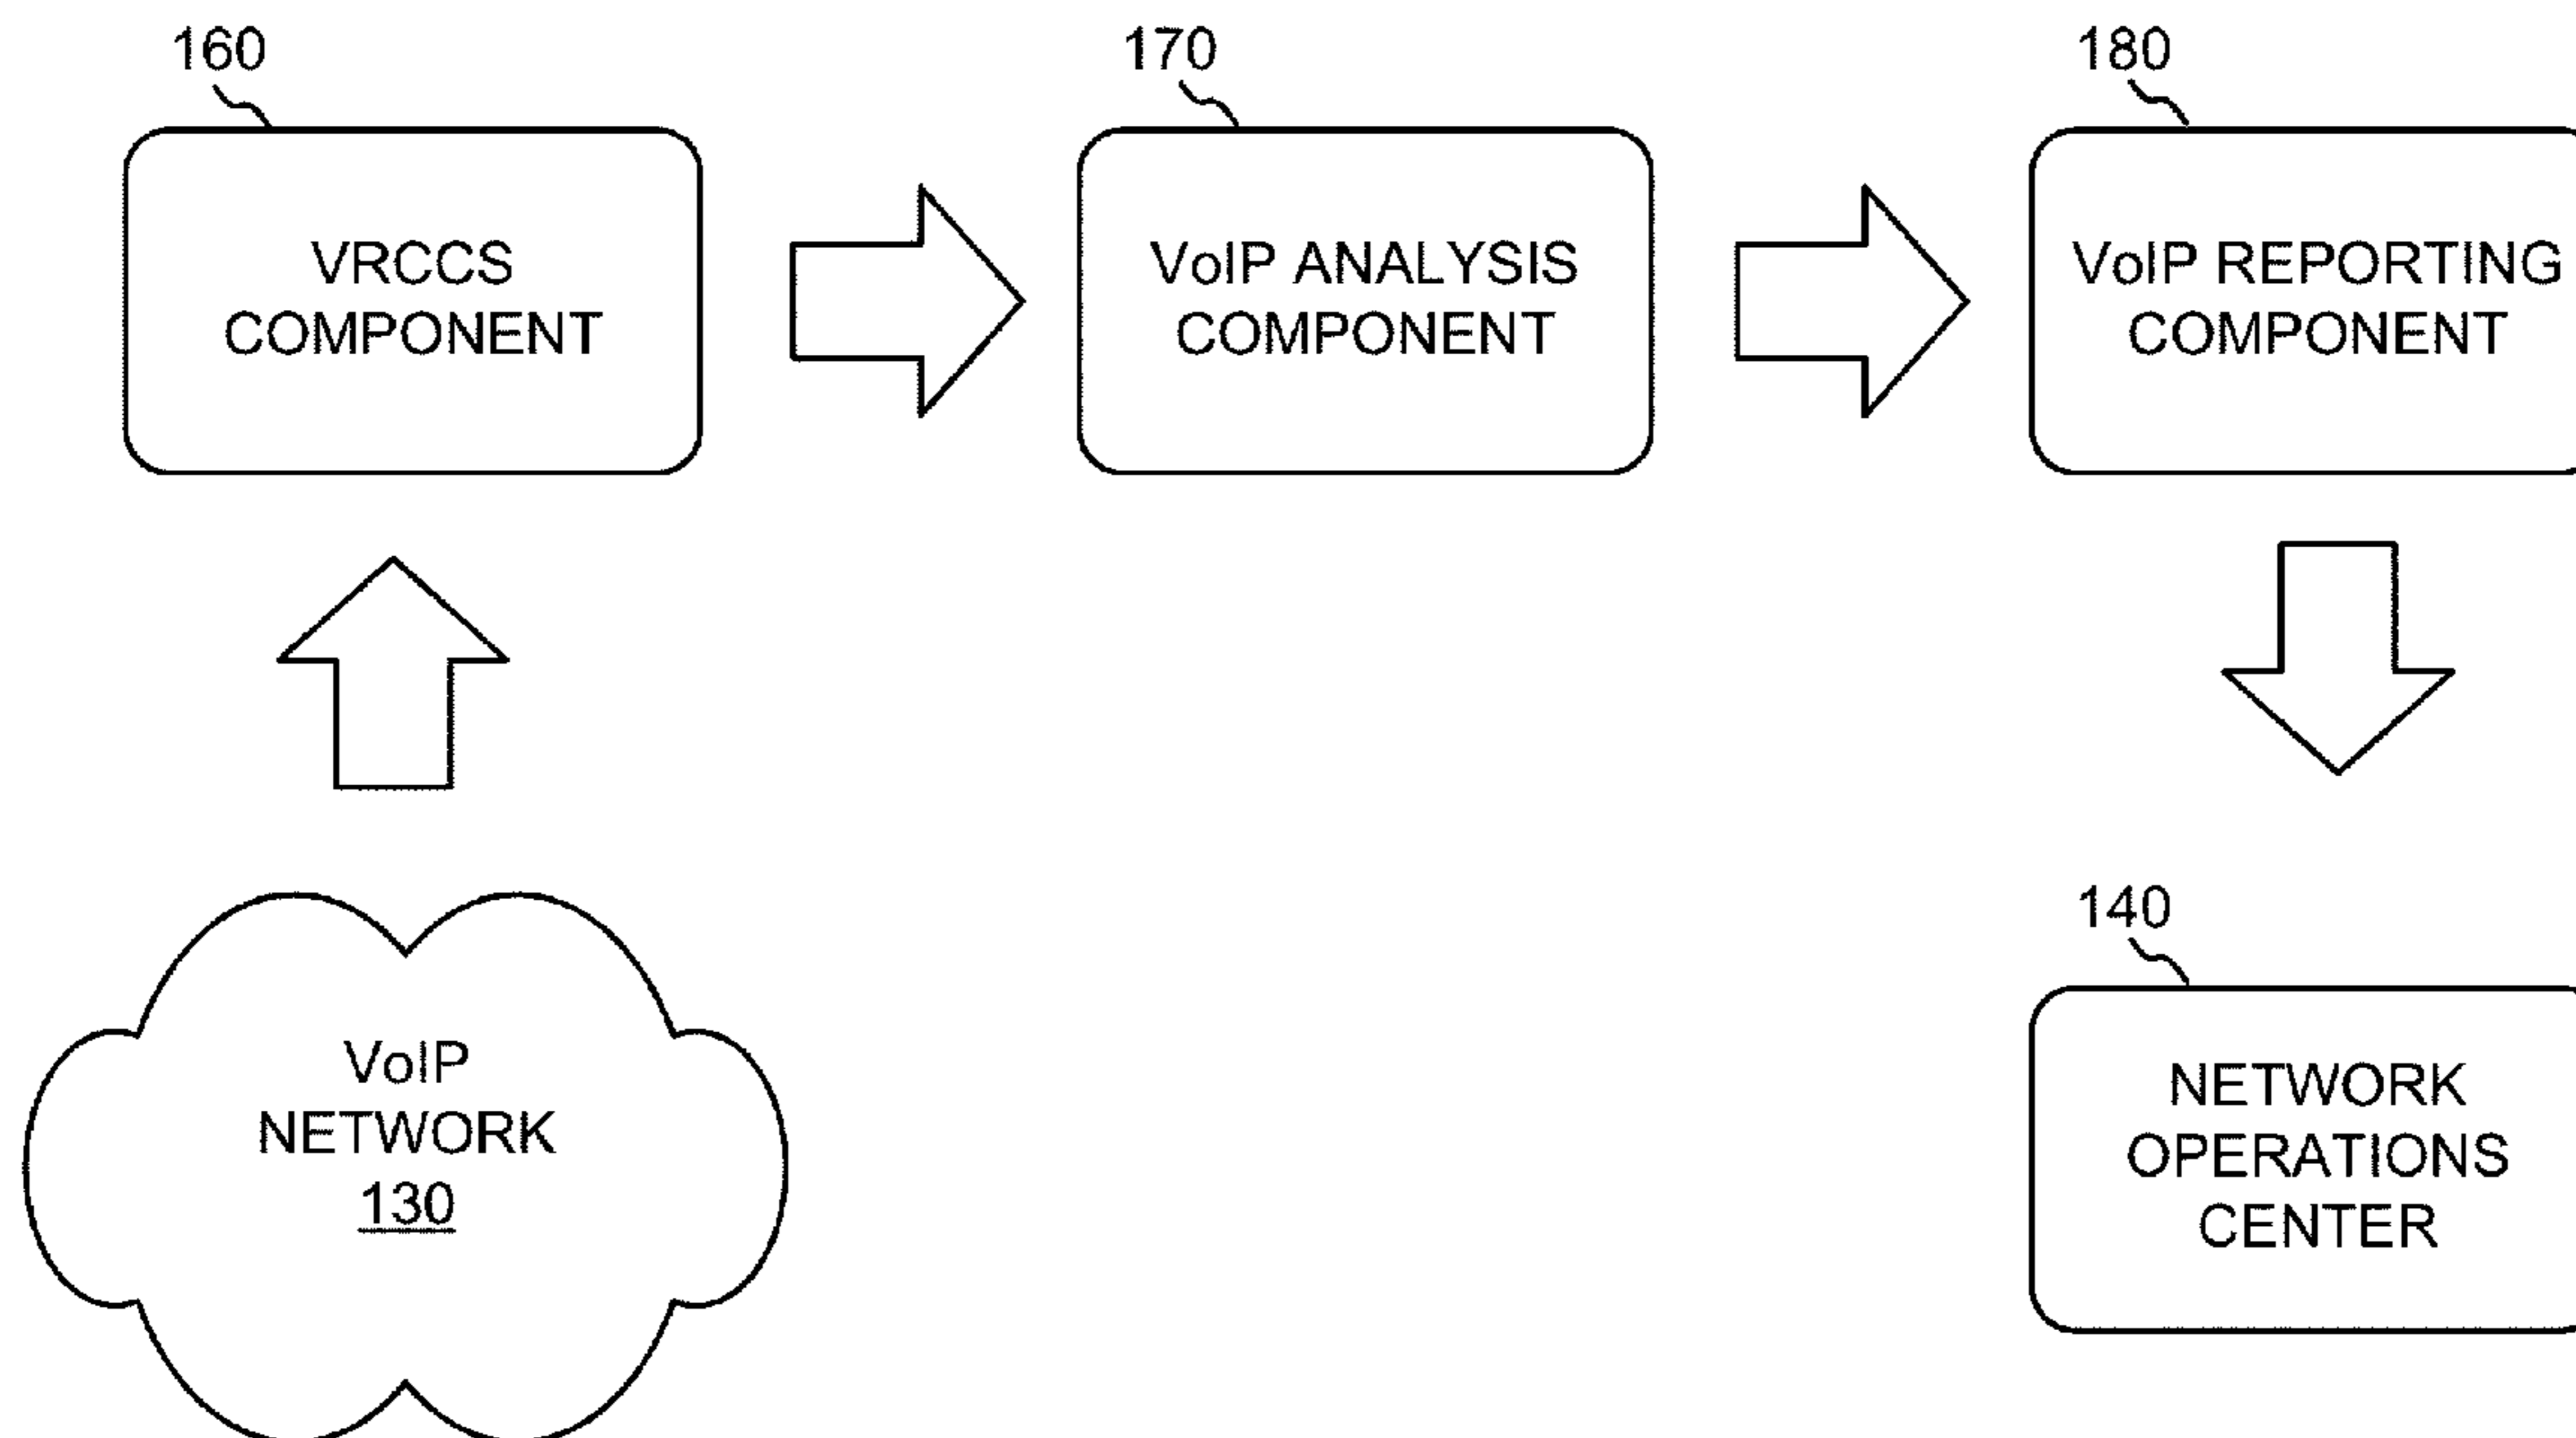 160
VRCCS
COMPONENT
170
VoIP ANALYSIS
COMPONENT
180
VoIP REPORTING
COMPONENT
VoIP
NETWORK
130
140
NETWORK
OPERATIONS
CENTER